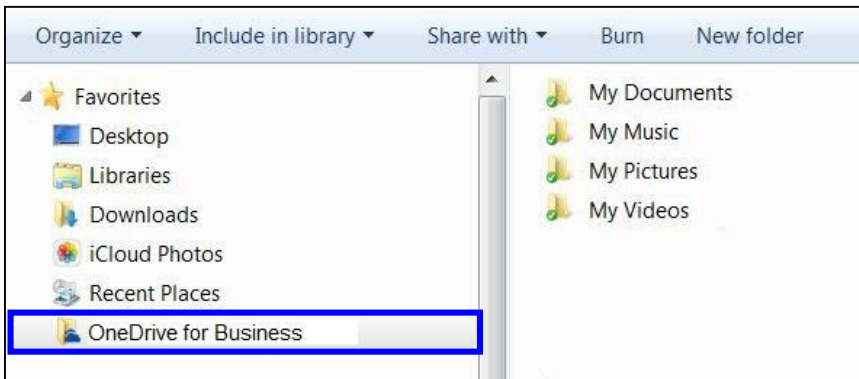 Organize Include in library Share with Burn New folder
Favorites
Desktop
Libraries
Downloads
iCloud Photos
Recent Places
OneDrive for Business
My Documents
My Music
My Pictures
My Videos